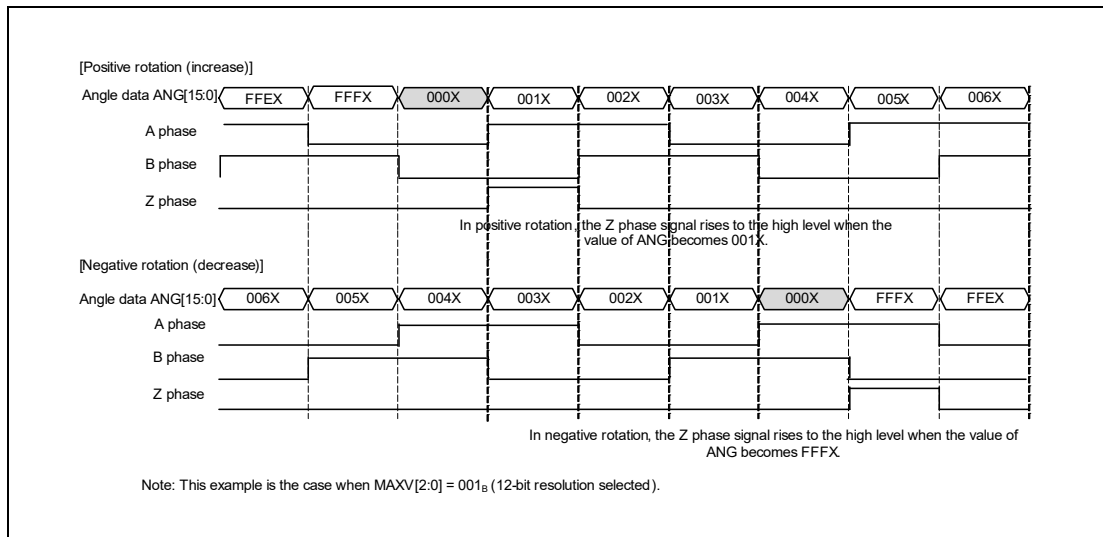 [Positive rotation (increase)]
Angle data ANG[15:0] FFEX FFFX 000X 001X 002X 003X 004X 005X 006X
A phase
B phase
Z phase
In positive rotation, the Z phase signal rises to the high level when the
value of ANG becomes 001X.
[Negative rotation (decrease)]
Angle data ANG[15:0] 006X 005X 004X 003X 002X 001X 000X FFFX FFEX
A phase
B phase
Z phase
In negative rotation, the Z phase signal rises to the high level when the value of
ANG becomes FFFX.
Note: This example is the case when MAXV[2:0] = 001B (12-bit resolution selected).